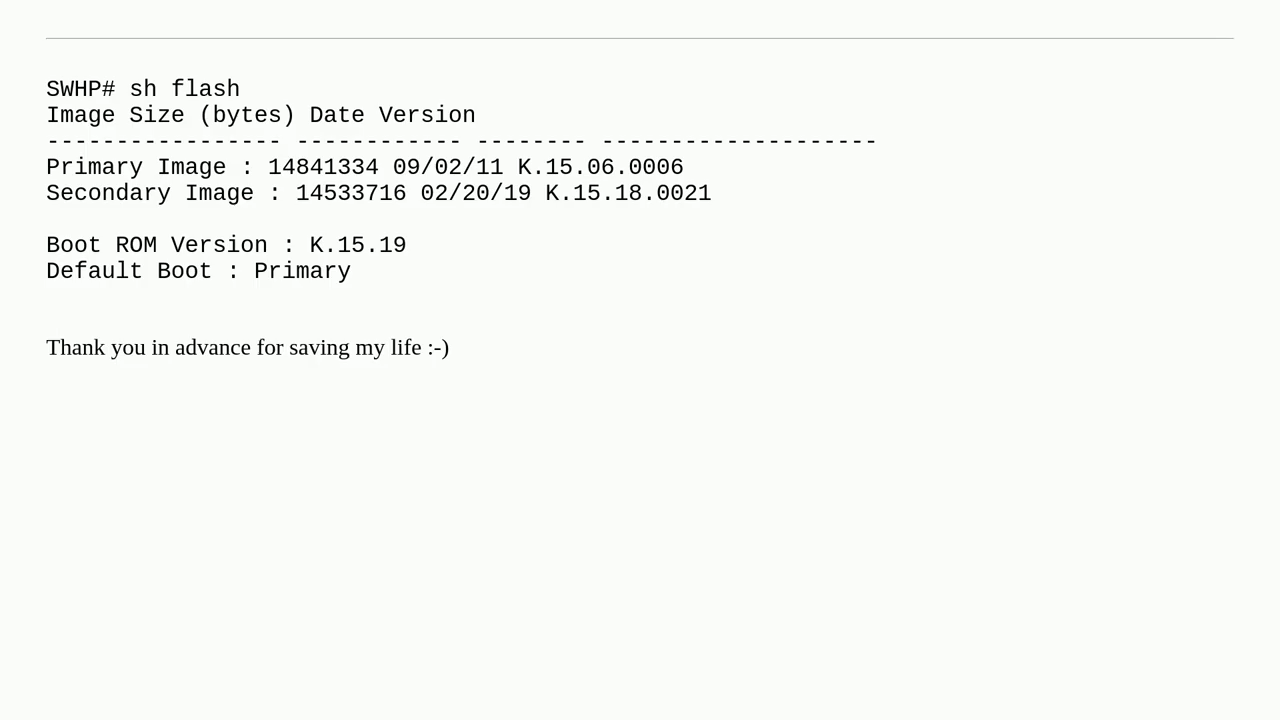 SWHP# sh flash
Image Size (bytes) Date Version
----------------- ------------ -------- --------------------
Primary Image : 14841334 09/02/11 K.15.06.0006
Secondary Image : 14533716 02/20/19 K.15.18.0021
Boot ROM Version : K.15.19
Default Boot : Primary
Thank you in advance for saving my life :-)